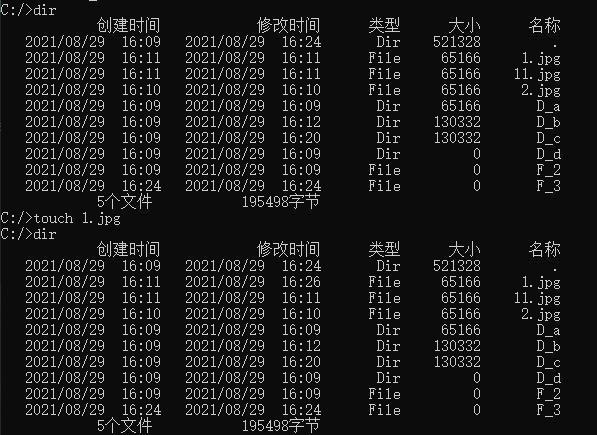 C:/>dir
创建时间 修改时间 类型 大小 名称
2021/08/29 16:09 2021/08/29 16:24 Dir 521328 .
2021/08/29 16:11 2021/08/29 16:11 File 65166 1.jpg
2021/08/29 16:11 2021/08/29 16:11 File 65166 11.jpg
2021/08/29 16:10 2021/08/29 16:10 File 65166 2.jpg
2021/08/29 16:09 2021/08/29 16:09 Dir 65166 D_a
2021/08/29 16:09 2021/08/29 16:12 Dir 130332 D_b
2021/08/29 16:09 2021/08/29 16:20 Dir 130332 D_c
2021/08/29 16:09 2021/08/29 16:09 Dir 0 D_d
2021/08/29 16:09 2021/08/29 16:09 File 0 F_2
2021/08/29 16:24 2021/08/29 16:24 File 0 F_3
5个文件 195498字节
C:/>touch 1.jpg
C:/>dir
创建时间 修改时间 类型 大小 名称
2021/08/29 16:09 2021/08/29 16:24 Dir 521328 .
2021/08/29 16:11 2021/08/29 16:26 File 65166 1.jpg
2021/08/29 16:11 2021/08/29 16:11 File 65166 11.jpg
2021/08/29 16:10 2021/08/29 16:10 File 65166 2.jpg
2021/08/29 16:09 2021/08/29 16:09 Dir 65166 D_a
2021/08/29 16:09 2021/08/29 16:12 Dir 130332 D_b
2021/08/29 16:09 2021/08/29 16:20 Dir 130332 D_c
2021/08/29 16:09 2021/08/29 16:09 Dir 0 D_d
2021/08/29 16:09 2021/08/29 16:09 File 0 F_2
2021/08/29 16:24 2021/08/29 16:24 File 0 F_3
5个文件 195498字节